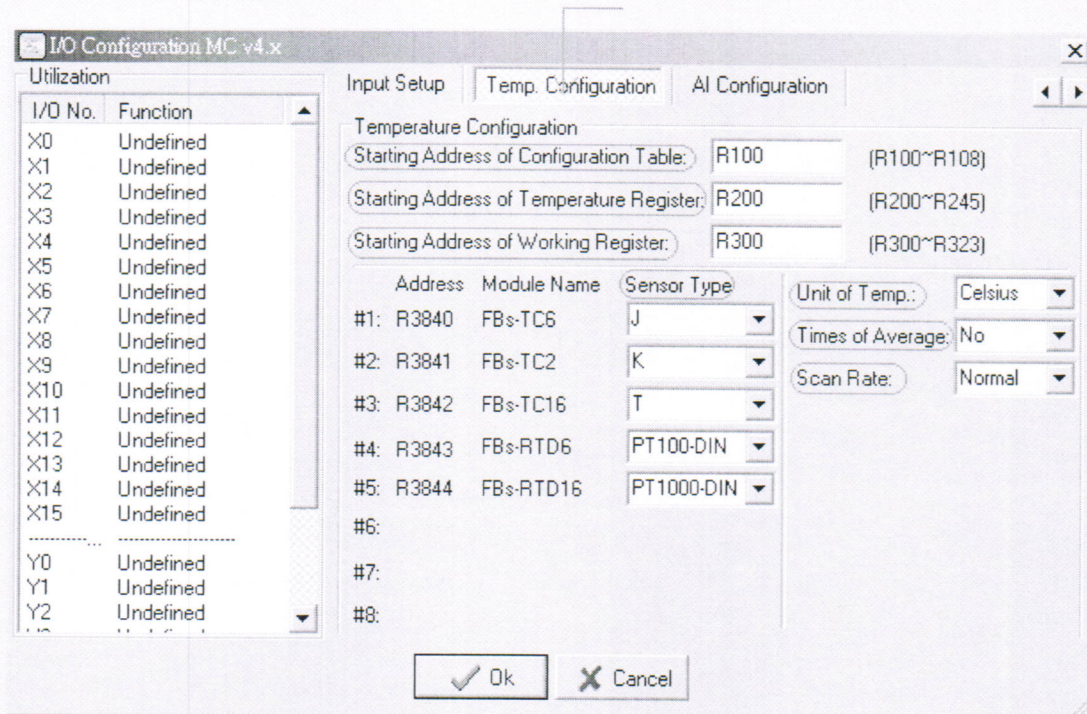 I/O Configuration MC v4.x
Utilization
I/O No. Function
X0 Undefined
X1 Undefined
X2 Undefined
X3 Undefined
X4 Undefined
X5 Undefined
X6 Undefined
X7 Undefined
X8 Undefined
X9 Undefined
X10 Undefined
X11 Undefined
X12 Undefined
X13 Undefined
X14 Undefined
X15 Undefined
Y0 Undefined
Y1 Undefined
Y2 Undefined
Input Setup Temp. Configuration AI Configuration
Temperature Configuration
Starting Address of Configuration Table: R100 (R100~R108)
Starting Address of Temperature Register: R200 (R200~R245)
Starting Address of Working Register: R300 (R300~R323)
Address Module Name Sensor Type
#1: R3840 FBs-TC6 J
#2: R3841 FBs-TC2 K
#3: R3842 FBs-TC16 T
#4: R3843 FBs-RTD6 PT100-DIN
#5: R3844 FBs-RTD16 PT1000-DIN
#6:
#7:
#8:
Unit of Temp.: Celsius
Times of Average: No
Scan Rate: Normal
Ok Cancel